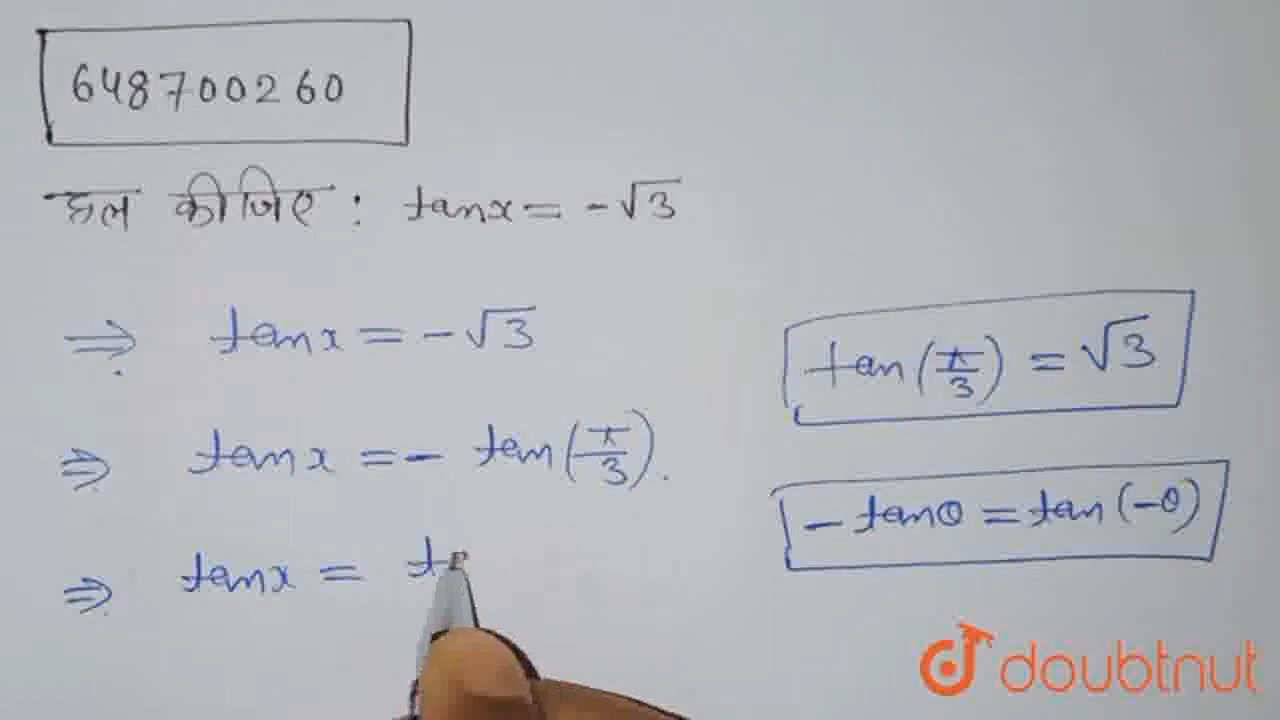 648700260
हल कीजिए : tanx = -√3
⇒ tanx = -√3
tan(π/3) = √3
⇒ tanx = - tan(π/3).
- tanθ = tan(-θ)
⇒ tanx = t
doubtnut